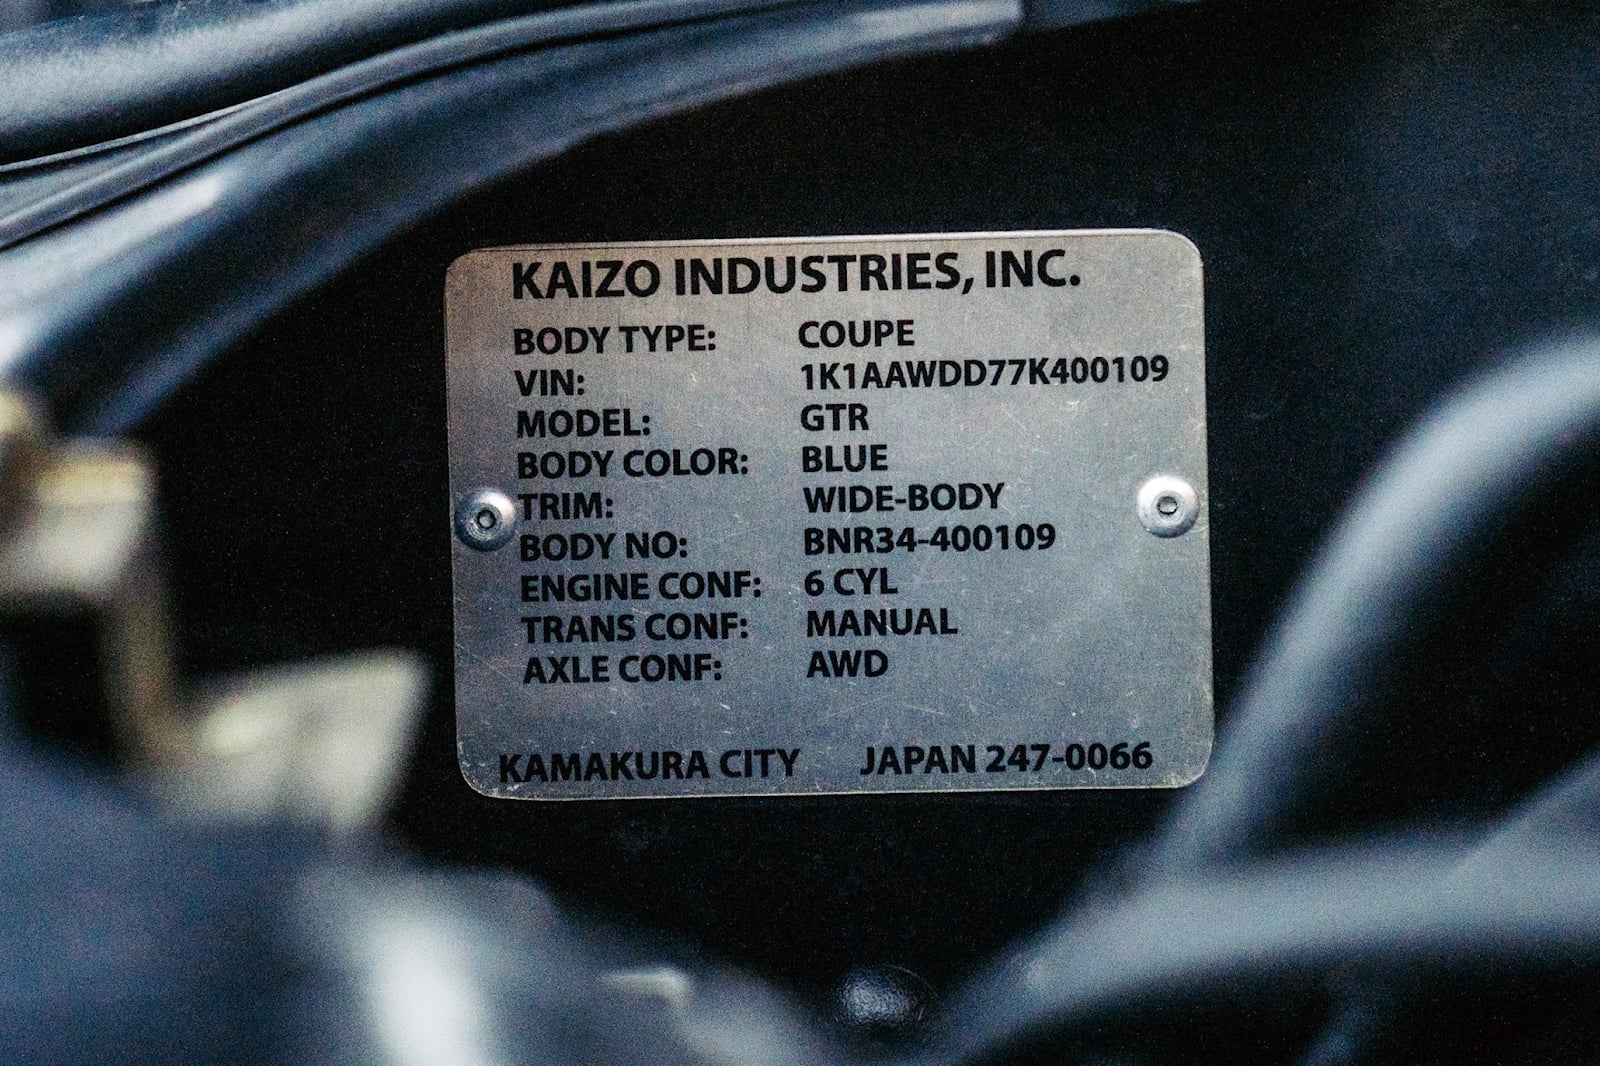 KAIZO INDUSTRIES, INC.
BODY TYPE: COUPE
VIN: 1K1AAWDD77K400109
MODEL: GTR
BODY COLOR: BLUE
TRIM: WIDE-BODY
BODY NO: BNR34-400109
ENGINE CONF: 6 CYL
TRANS CONF: MANUAL
AXLE CONF: AWD
KAMAKURA CITY JAPAN 247-0066